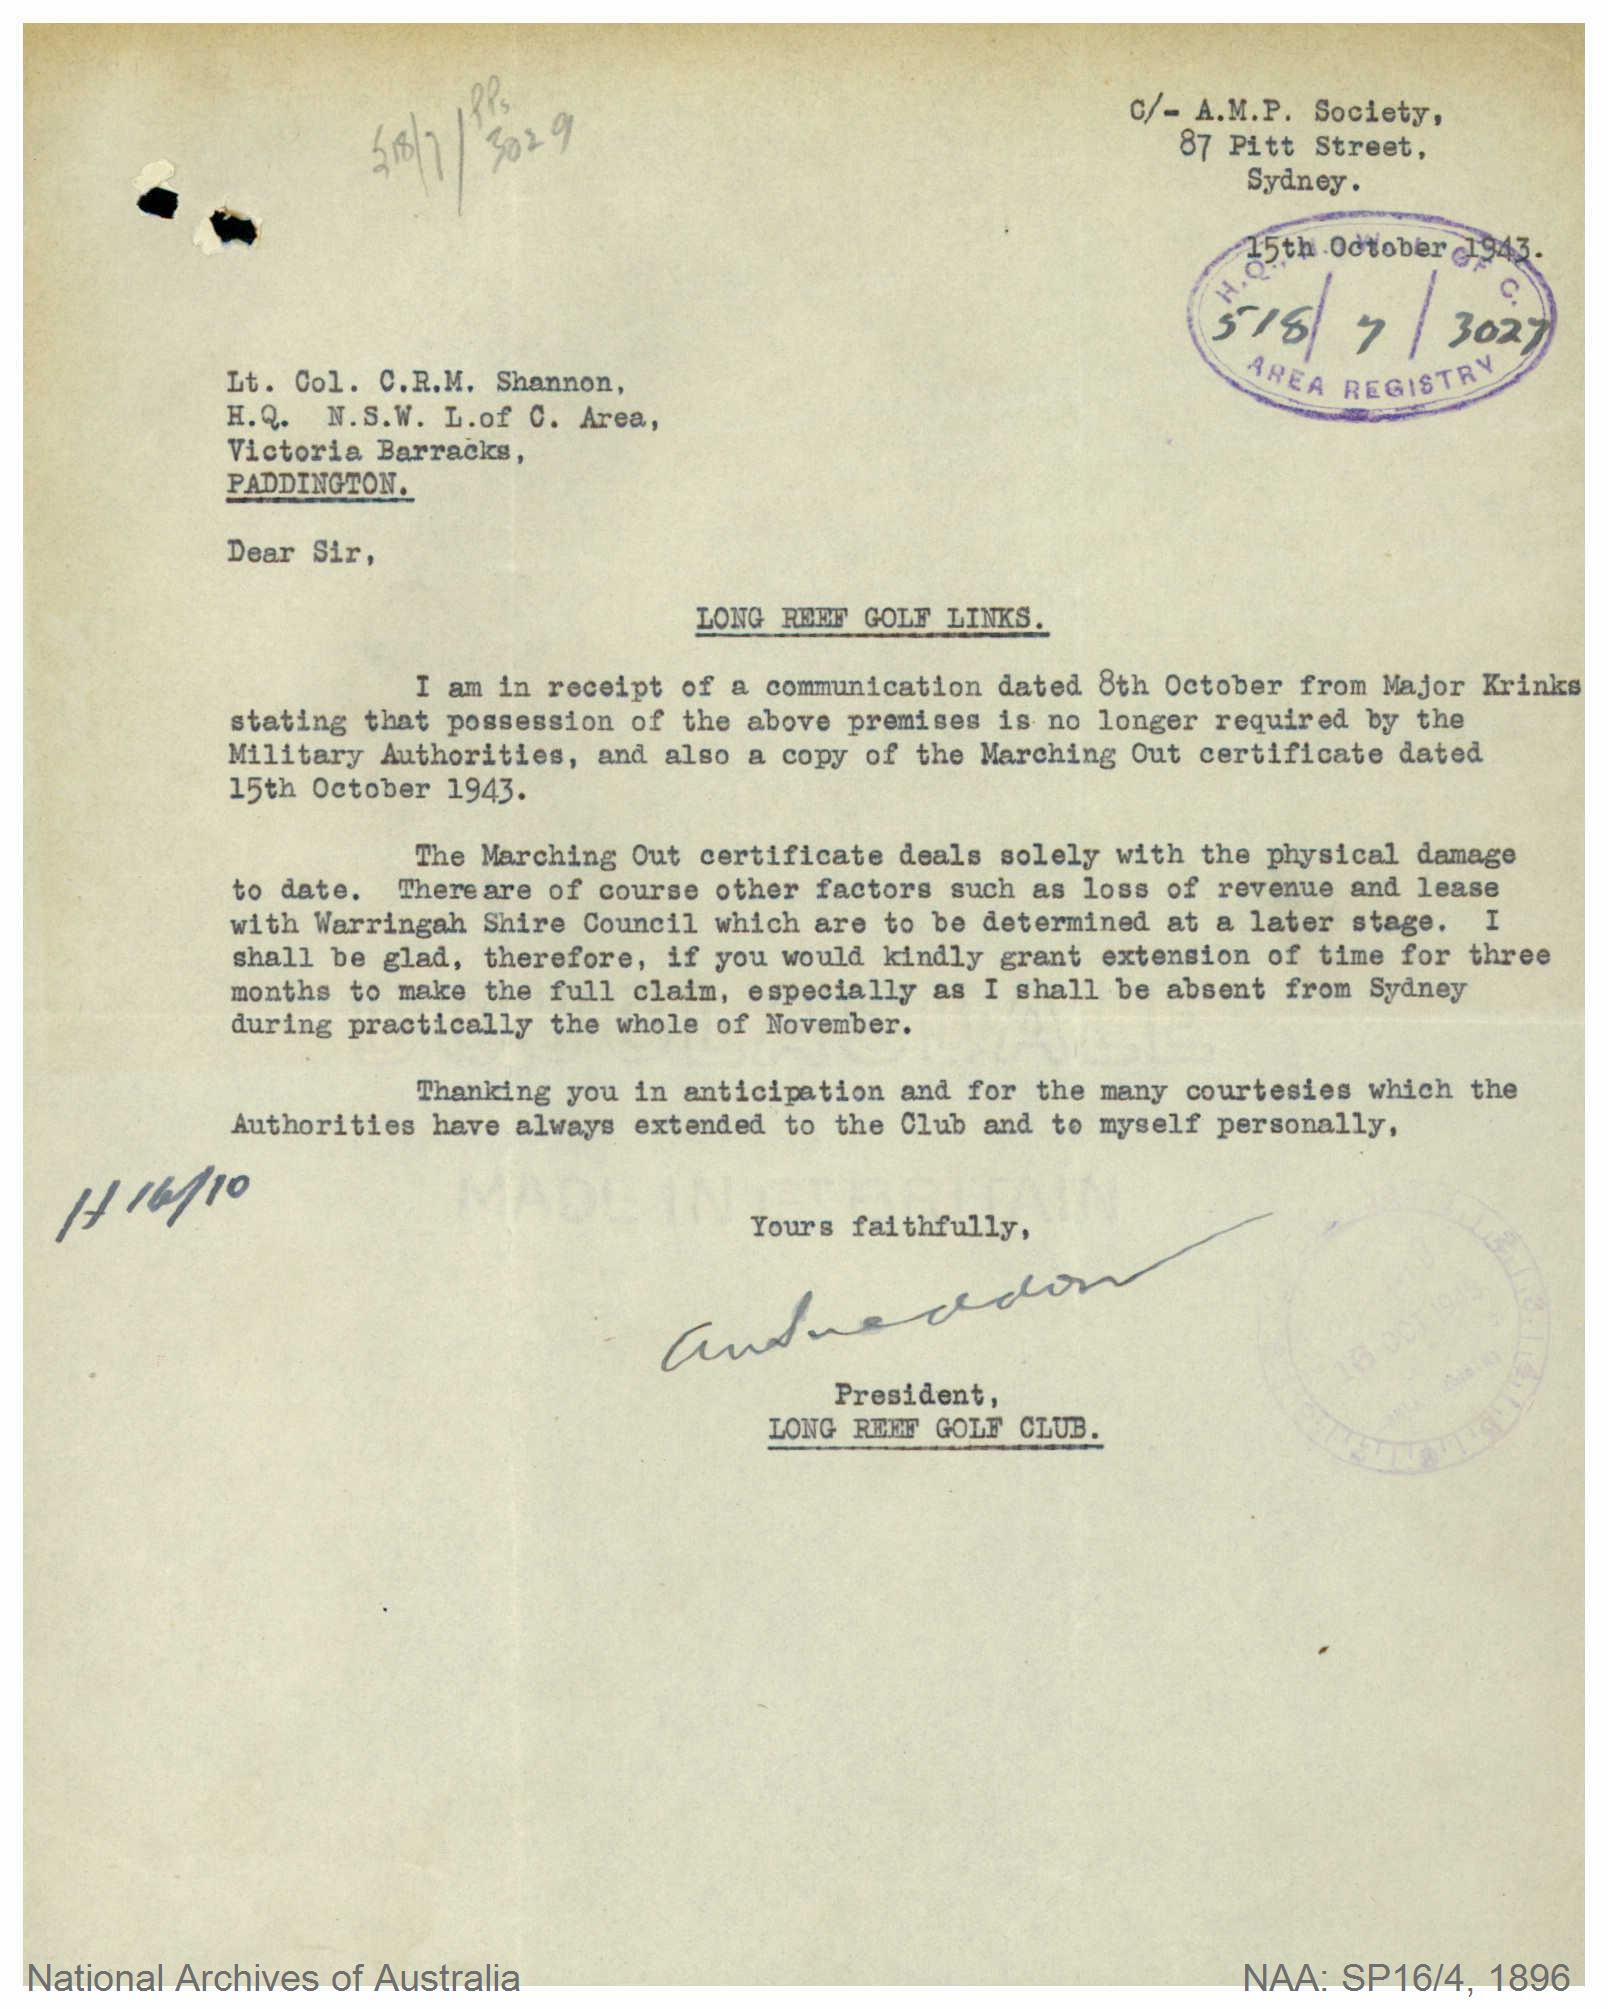 518/7/PPs 3029
C/- A.M.P. Society,
87 Pitt Street,
Sydney.
15th October 1943.
H.Q. N.S.W. L OF C.
518/ 7 / 3027
AREA REGISTRY
Lt. Col. C.R.M. Shannon,
H.Q. N.S.W. L.of C. Area,
Victoria Barracks,
PADDINGTON.
Dear Sir,
LONG REEF GOLF LINKS.
I am in receipt of a communication dated 8th October from Major Krinks
stating that possession of the above premises is no longer required by the
Military Authorities, and also a copy of the Marching Out certificate dated
15th October 1943.
The Marching Out certificate deals solely with the physical damage
to date. There are of course other factors such as loss of revenue and lease
with Warringah Shire Council which are to be determined at a later stage. I
shall be glad, therefore, if you would kindly grant extension of time for three
months to make the full claim, especially as I shall be absent from Sydney
during practically the whole of November.
Thanking you in anticipation and for the many courtesies which the
Authorities have always extended to the Club and to myself personally,
H 16/10
Yours faithfully,
President,
LONG REEF GOLF CLUB.
National Archives of Australia
NAA: SP16/4, 1896